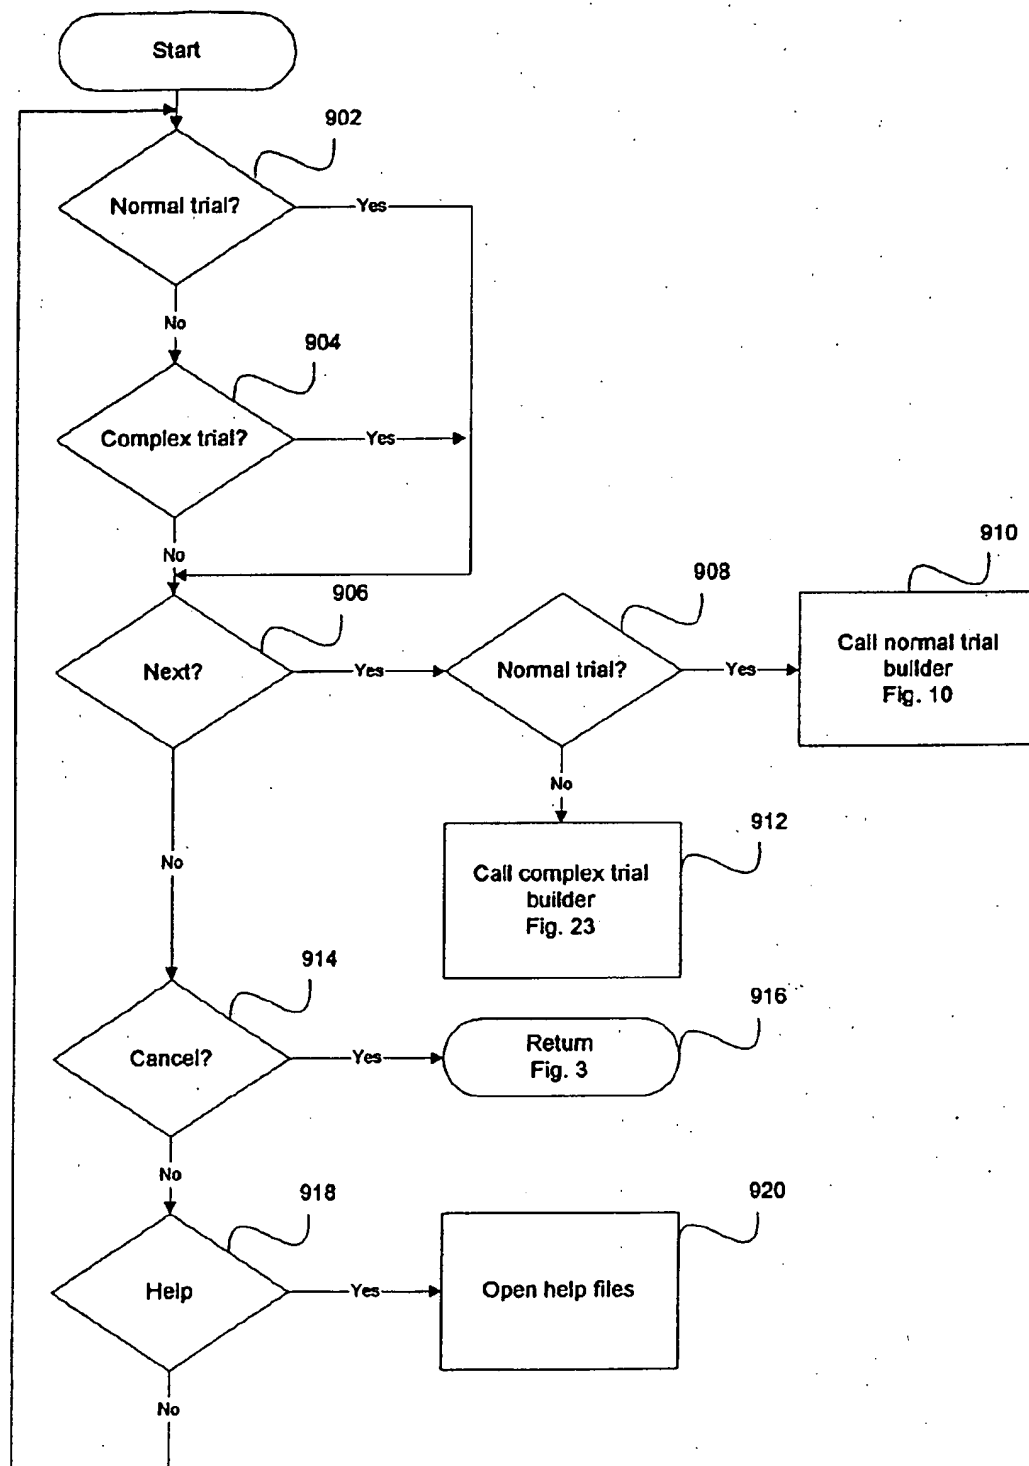 Start
902
Normal trial?
Yes
No
904
Complex trial?
Yes
No
906
Next?
Yes
908
Normal trial?
Yes
910
Call normal trial
builder
Fig. 10
No
912
Call complex trial
builder
Fig. 23
No
914
Cancel?
Yes
916
Return
Fig. 3
No
918
Help
Yes
920
Open help files
No